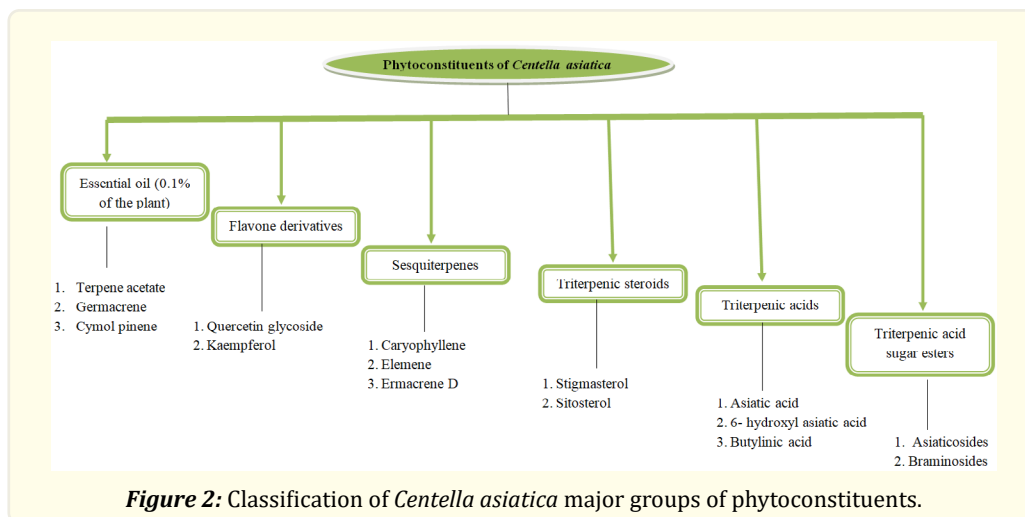 Phytoconstituents of Centella asiatica
Essential oil (0.1%
of the plant)
1. Terpene acetate
2. Germacrene
3. Cymol pinene
Flavone derivatives
1. Quercetin glycoside
2. Kaempferol
Sesquiterpenes
1. Caryophyllene
2. Elemene
3. Ermacrene D
Triterpenic steroids
1. Stigmasterol
2. Sitosterol
Triterpenic acids
1. Asiatic acid
2. 6- hydroxyl asiatic acid
3. Butylinic acid
Triterpenic acid
sugar esters
1. Asiaticosides
2. Braminosides
Figure 2: Classification of Centella asiatica major groups of phytoconstituents.